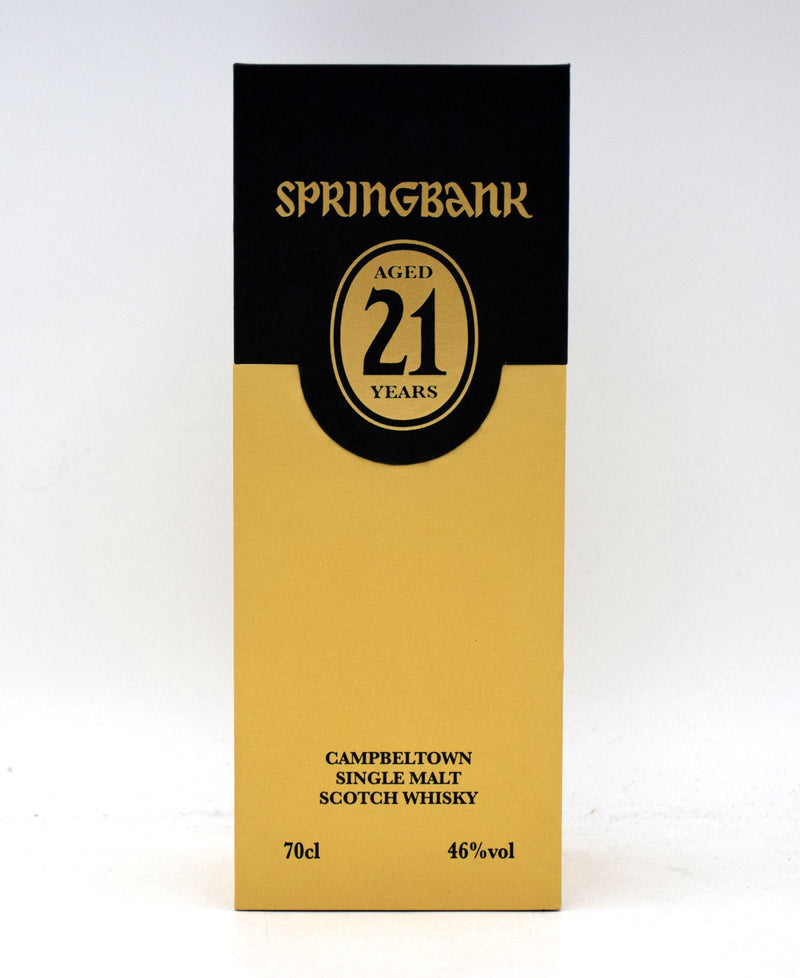 SPRINGBANK
AGED
21
YEARS
CAMPBELTOWN
SINGLE MALT
SCOTCH WHISKY
70cl 46%vol